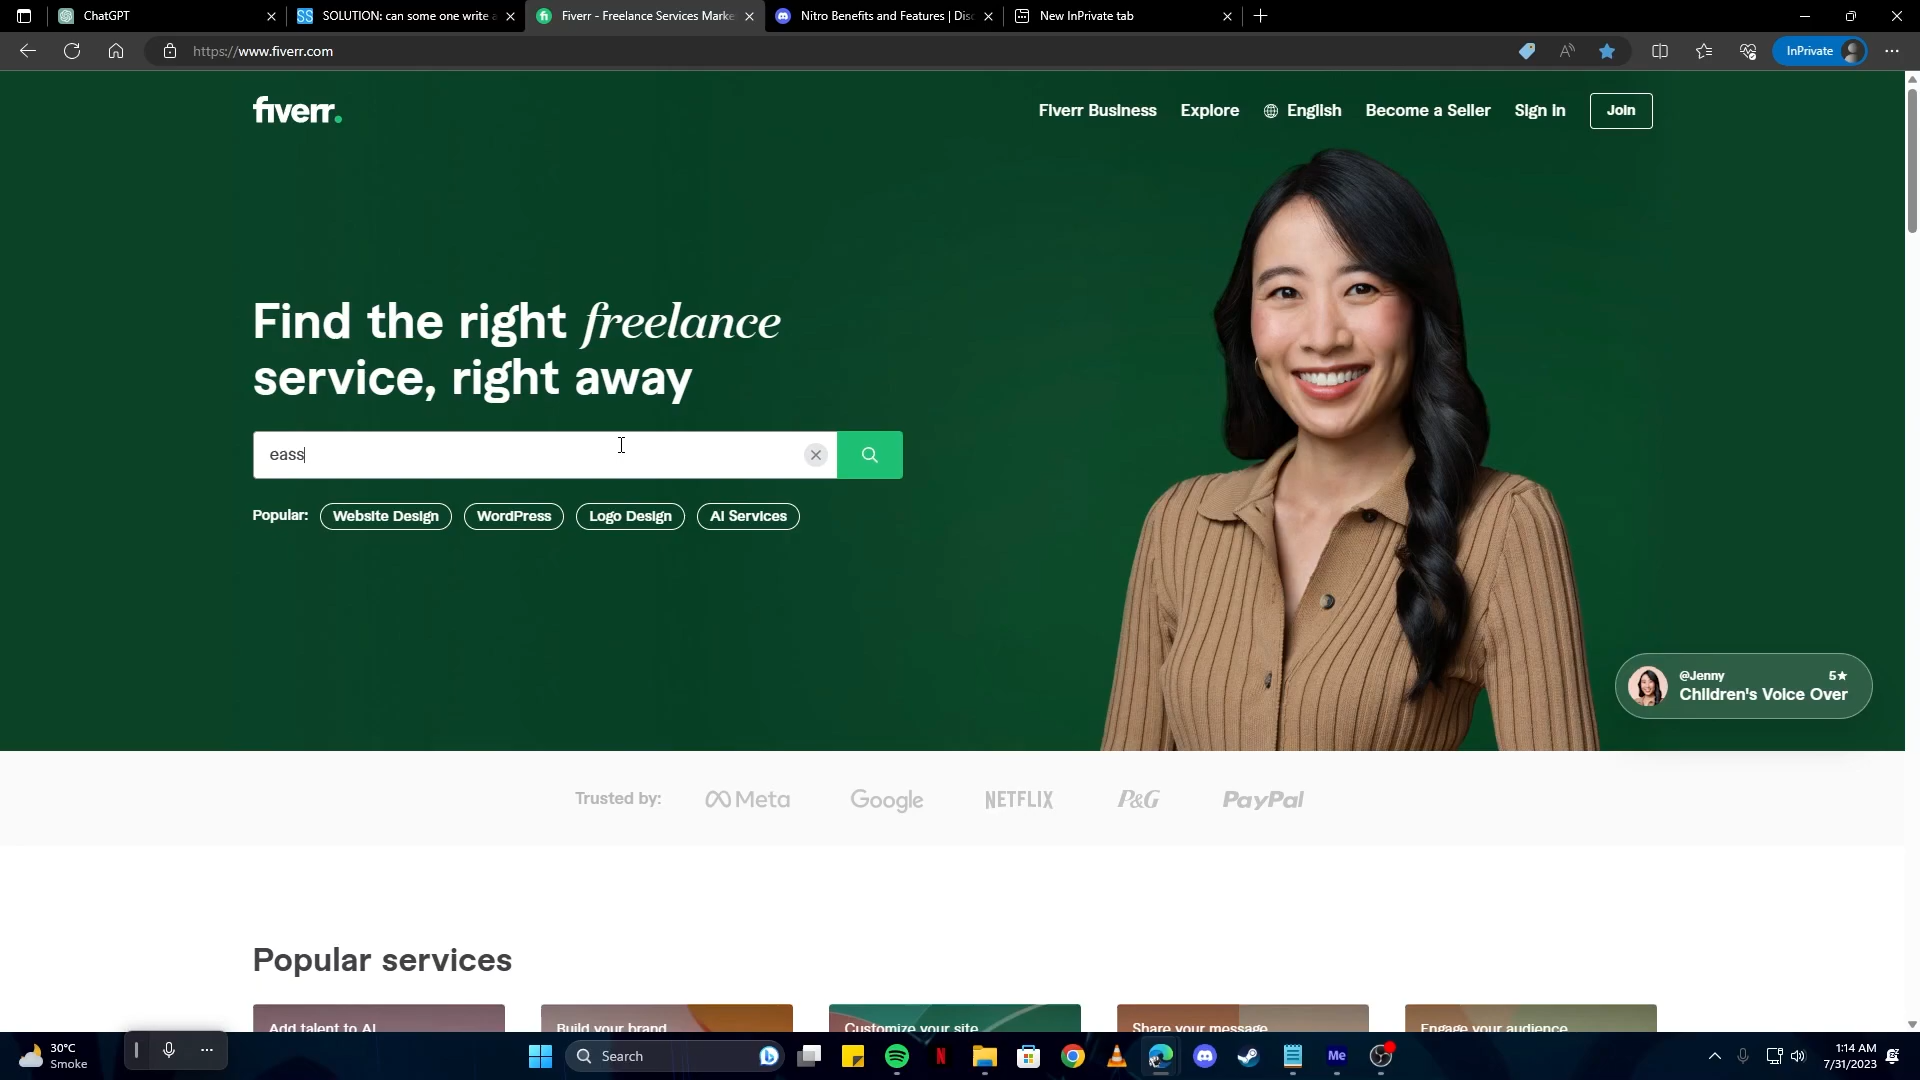 ChatGPT
SOLUTION: can some one write a
Fiverr - Freelance Services Marke
Nitro Benefits and Features | Disc
New InPrivate tab
https://www.fiverr.com
InPrivate
fiverr.
Fiverr Business
Explore
English
Become a Seller
Sign in
Join
Find the right freelance
service, right away
eass
Popular:
Website Design
WordPress
Logo Design
AI Services
@Jenny
5★
Children's Voice Over
Trusted by:
Meta
Google
NETFLIX
P&G
PayPal
Popular services
Add talent to AI
Build your brand
Customize your site
Share your message
Engage your audience
30°C
Smoke
Search
Me
1:14 AM
7/31/2023